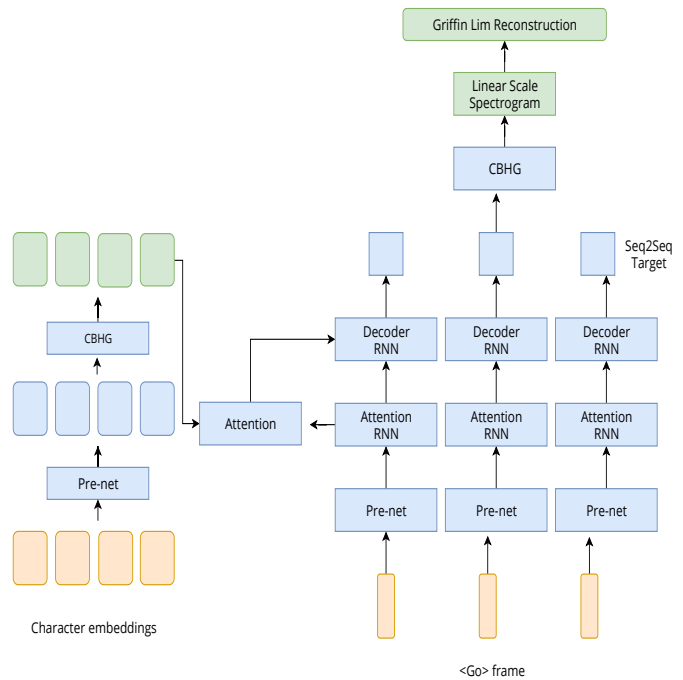 Griffin Lim Reconstruction
Linear Scale
Spectrogram
CBHG
Seq2Seq
Target
CBHG
Decoder
RNN
Decoder
RNN
Decoder
RNN
Attention
Attention
RNN
Attention
RNN
Attention
RNN
Pre-net
Pre-net
Pre-net
Pre-net
Character embeddings
<Go> frame